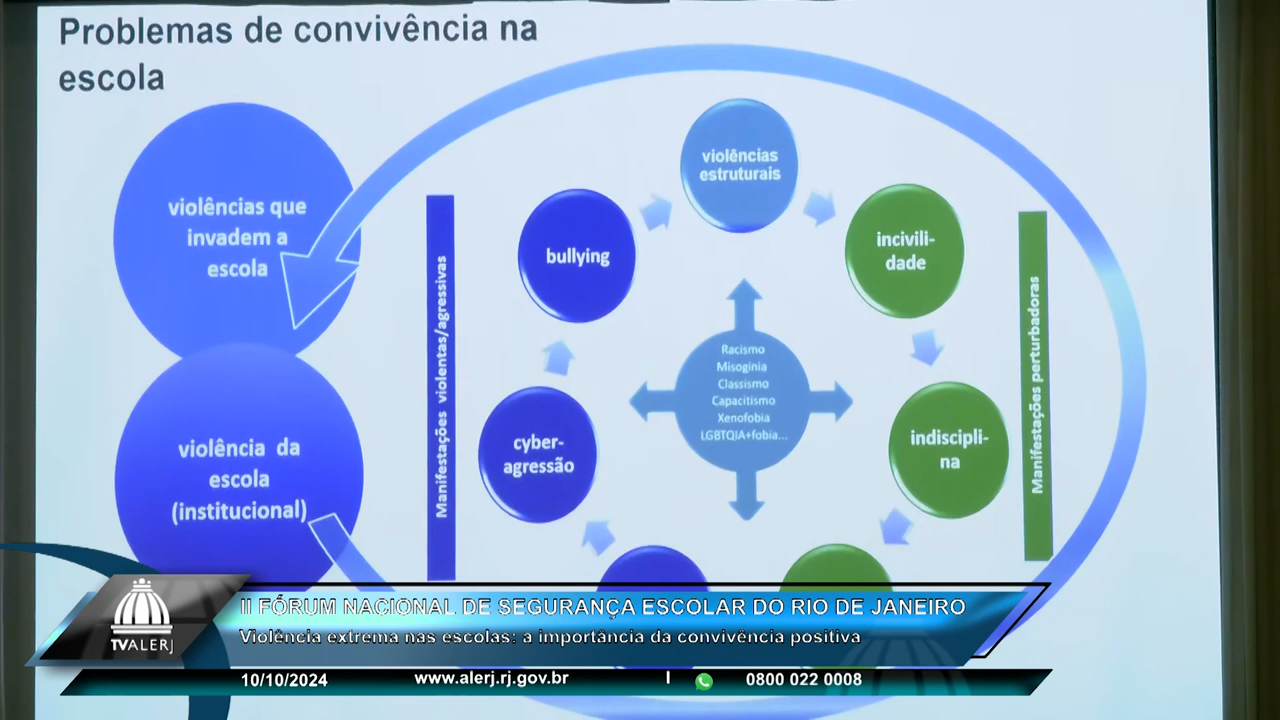 Problemas de convivência na
escola
violências que
invadem a
escola
violência da
escola
(institucional)
Manifestações violentas/agressivas
violências
estruturais
bullying
incivili-
dade
Racismo
Misoginia
Classismo
Capacitismo
Xenofobia
LGBTQIA+fobia...
cyber-
agressão
indiscipli-
na
Manifestações perturbadoras
II FÓRUM NACIONAL DE SEGURANÇA ESCOLAR DO RIO DE JANEIRO
Violência extrema nas escolas: a importância da convivência positiva
TVALERJ
10/10/2024
www.alerj.rj.gov.br
0800 022 0008